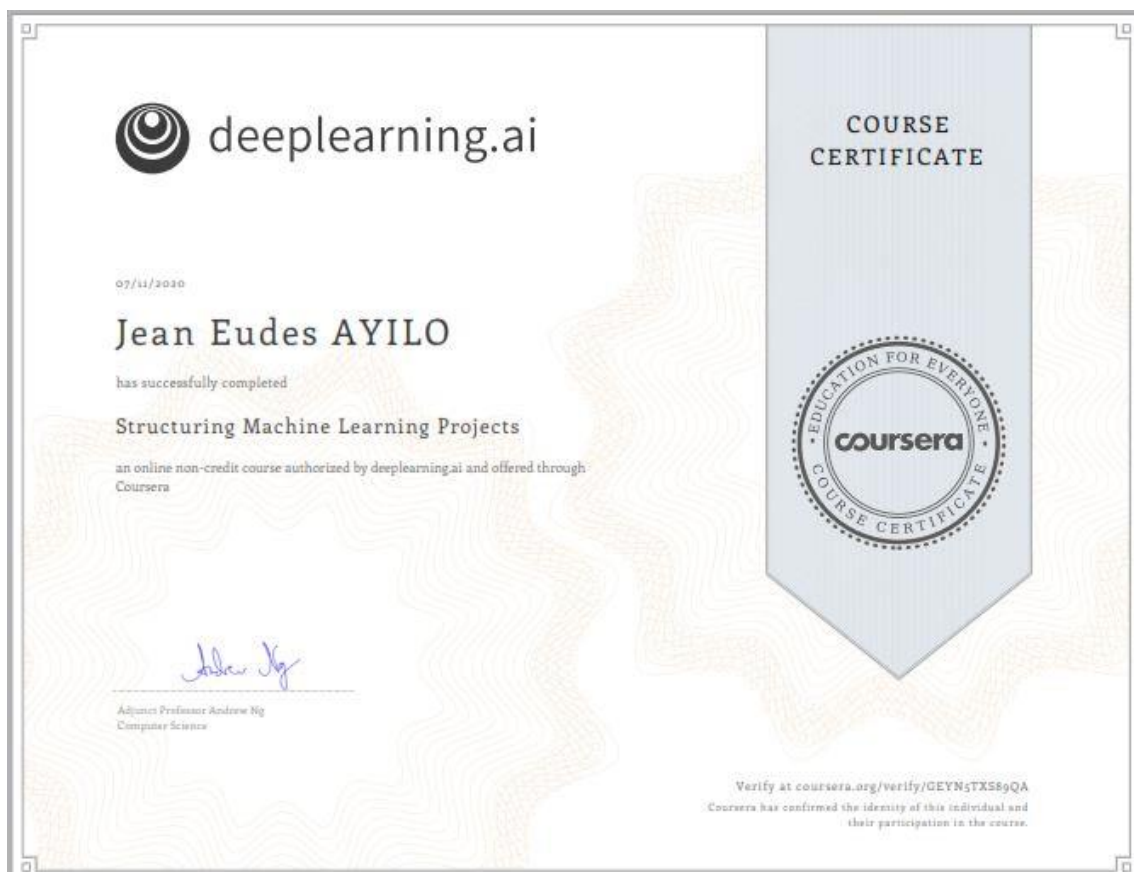 deeplearning.ai
COURSE
CERTIFICATE
07/11/2020
Jean Eudes AYILO
has successfully completed
Structuring Machine Learning Projects
an online non-credit course authorized by deeplearning.ai and offered through
Coursera
EDUCATION FOR EVERYONE
coursera
COURSE CERTIFICATE
Andrew Ng
Adjunct Professor Andrew Ng
Computer Science
Verify at coursera.org/verify/GEYN5TXS89QA
Coursera has confirmed the identity of this individual and
their participation in the course.